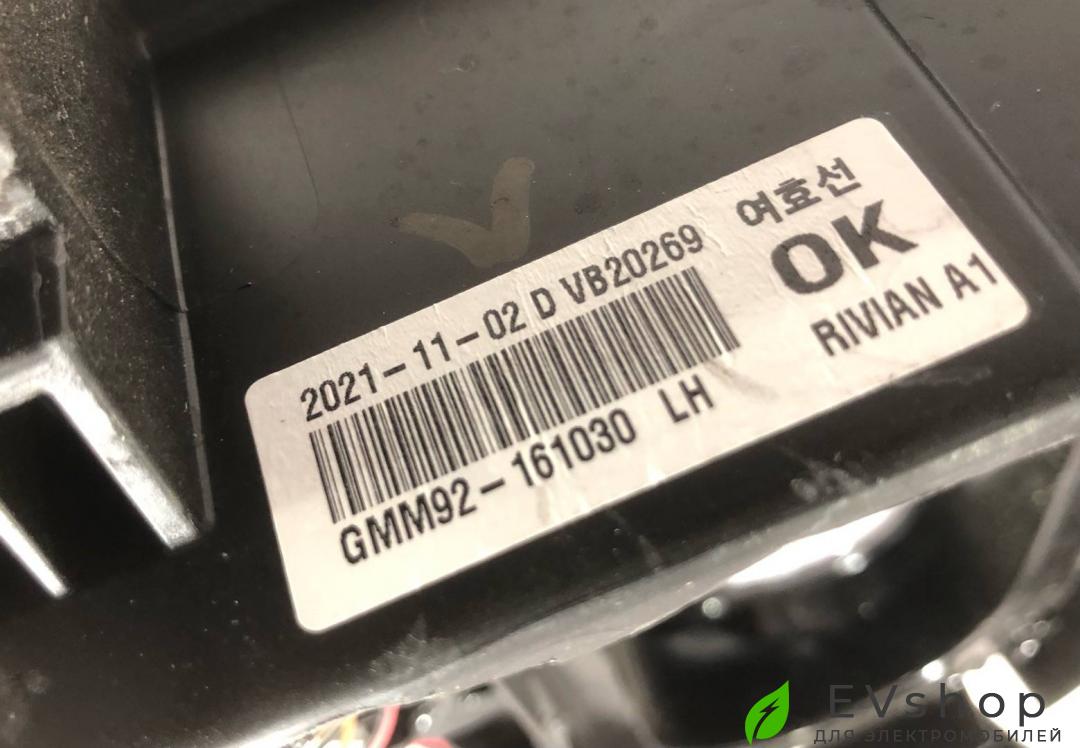 2021-11-02 D VB20269
여효선
OK
GMM92-161030 LH
RIVIAN A1
EVshop
ДЛЯ ЭЛЕКТРОМОБИЛЕЙ